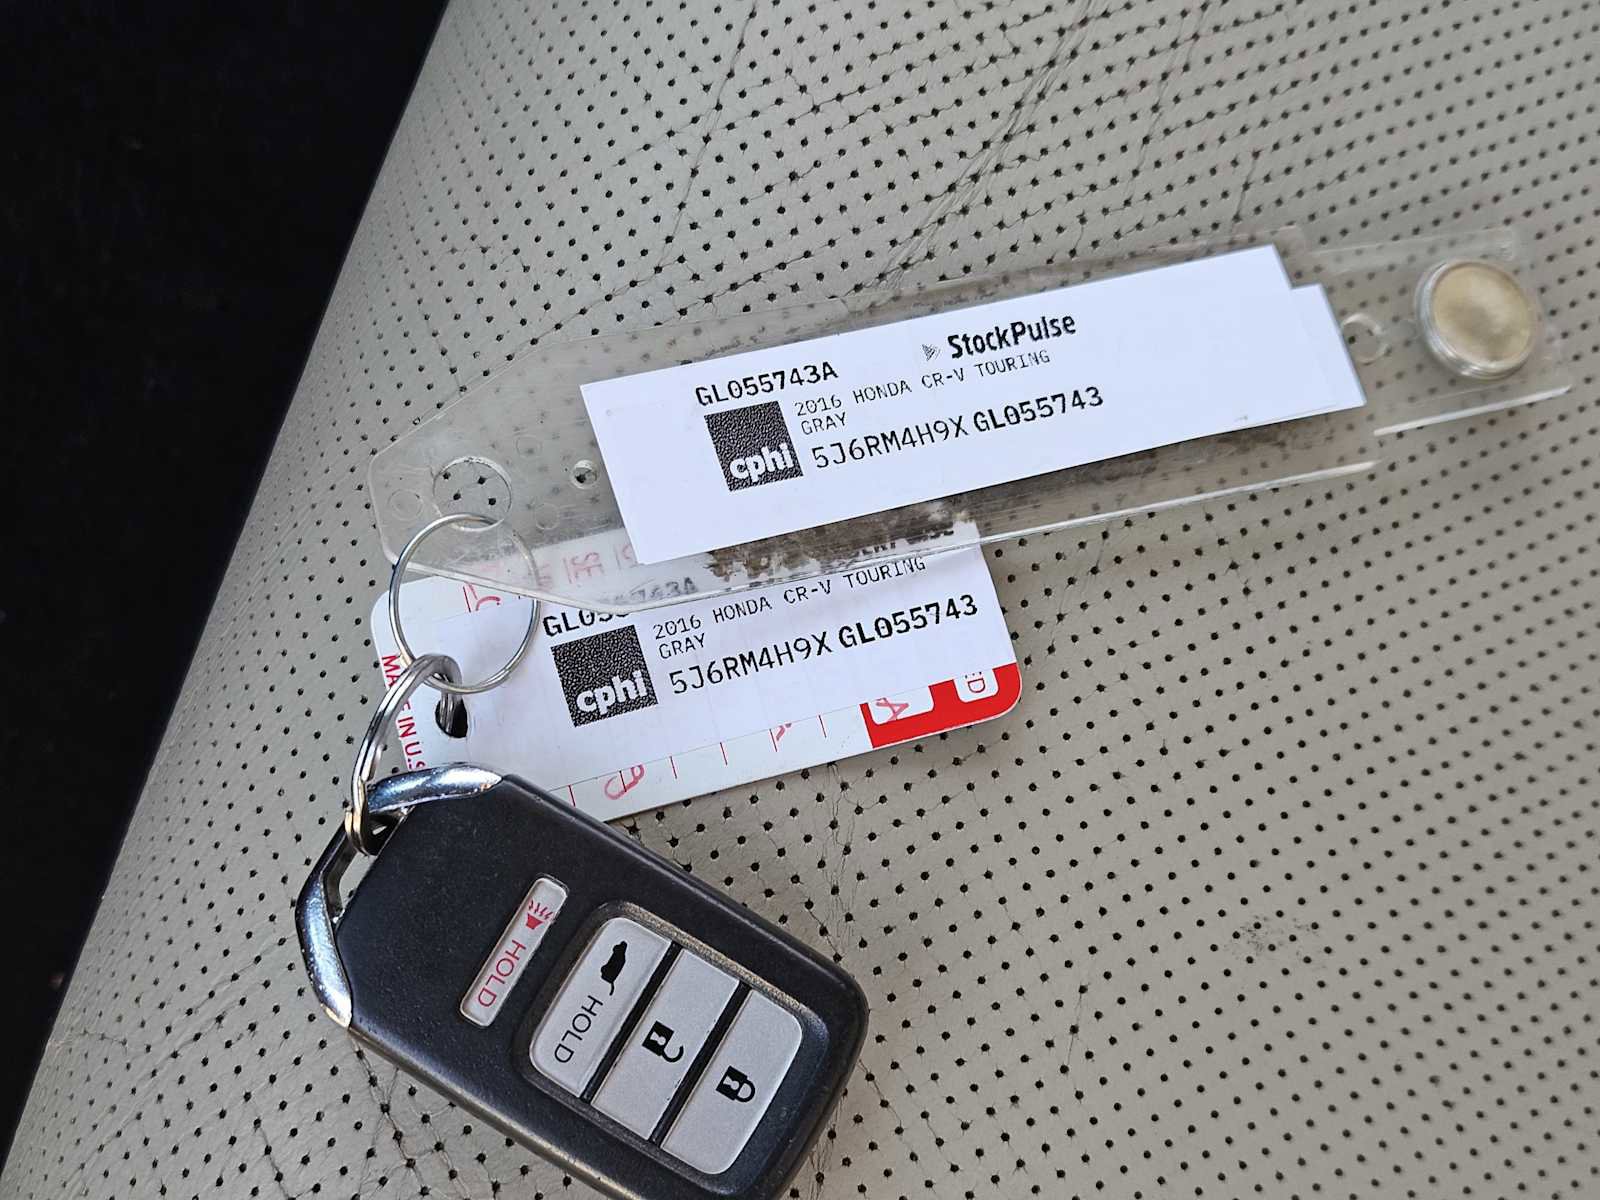 StockPulse
GL055743A
2016 HONDA CR-V TOURING
GRAY
cphi
5J6RM4H9X GL055743
2016 HONDA CR-V TOURING
GRAY
cphi
5J6RM4H9X GL055743
HOLD
HOLD